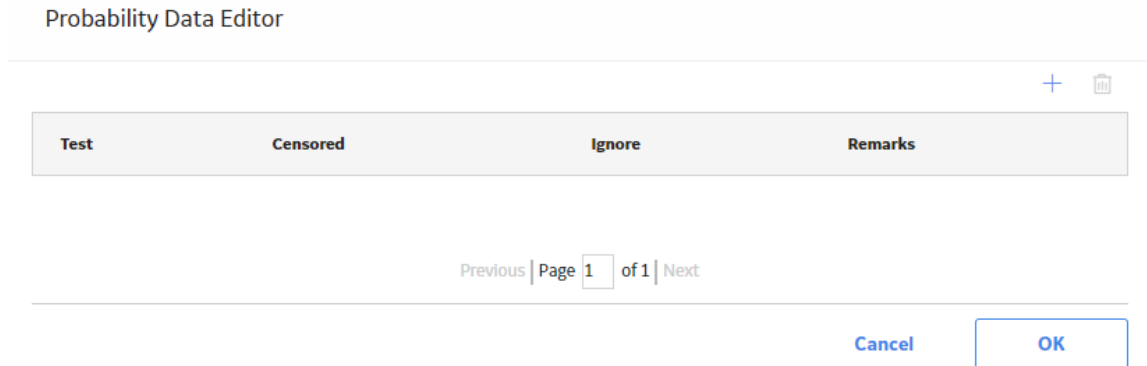 Probability Data Editor
Test Censored Ignore Remarks
Previous Page 1 of 1 Next
Cancel OK